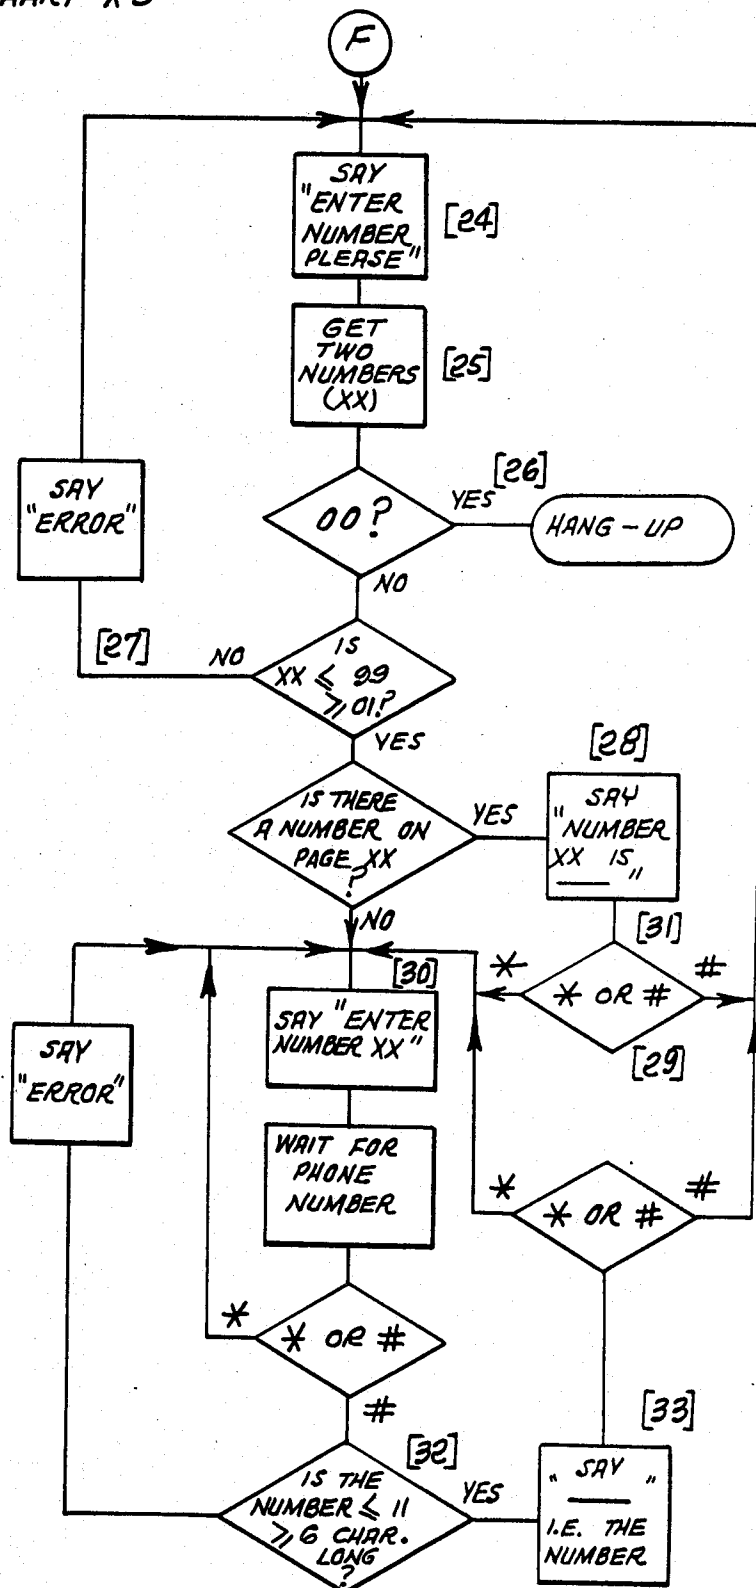 F
SAY
"ENTER
NUMBER
PLEASE"
[24]
GET
TWO
NUMBERS
(XX)
[25]
SAY
"ERROR"
00?
YES
[26]
HANG-UP
NO
[27]
NO
IS
XX ≤ 99
≥ 01?
YES
[28]
IS THERE
A NUMBER ON
PAGE XX
?
YES
SAY
"NUMBER
XX IS
____"
NO
[31]
[30]
* OR #
*
#
[29]
SAY "ENTER
NUMBER XX"
SAY
"ERROR"
WAIT FOR
PHONE
NUMBER
*
* OR #
#
*
* OR #
#
[33]
[32]
IS THE
NUMBER ≤ 11
≥ 6 CHAR.
LONG
?
YES
" SAY "
____
I.E. THE
NUMBER